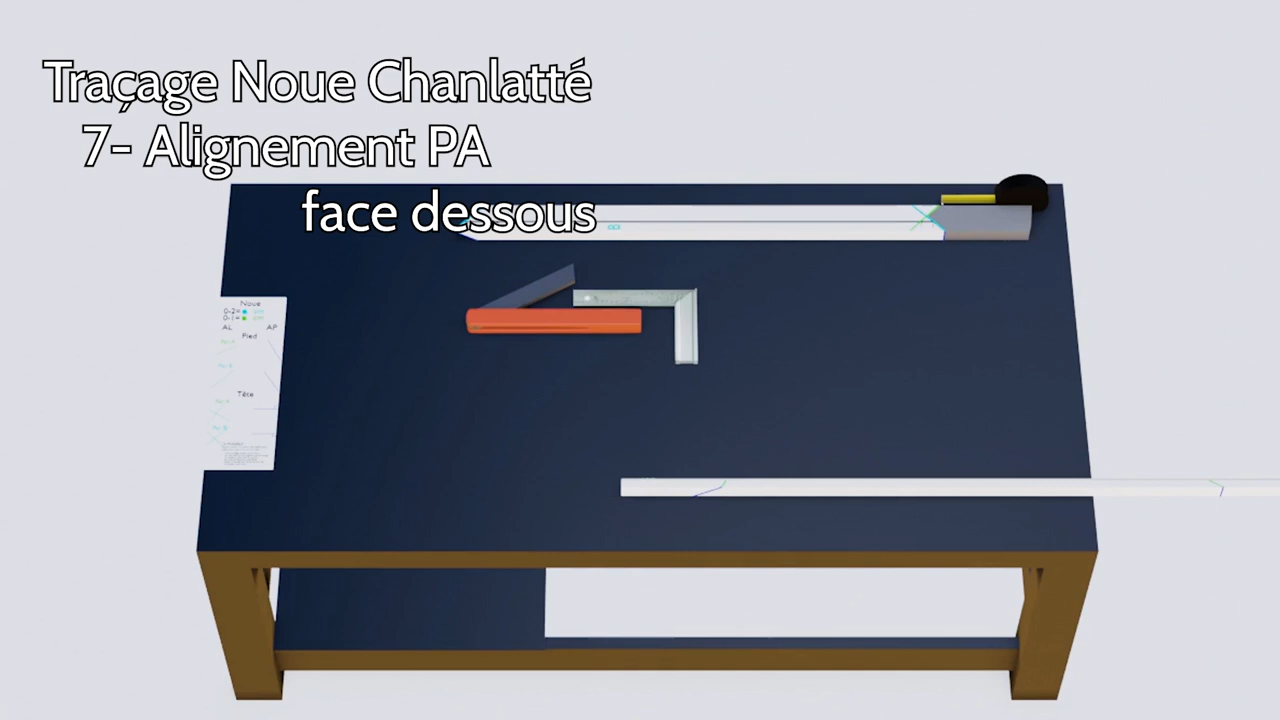 Traçage Noue Chanlatté
7- Alignement PA
face dessous
Noue
AL AP
Pied
Tête